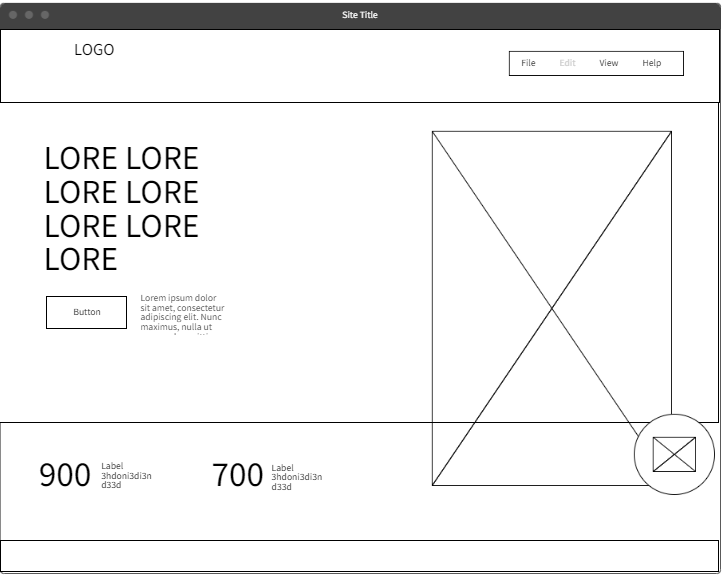 Site Title
LOGO
File Edit View Help
LORE LORE
LORE LORE
LORE LORE
LORE
Button
Lorem ipsum dolor
sit amet, consectetur
adipiscing elit. Nunc
maximus, nulla ut
900
Label
3hdoni3di3n
d33d
700
Label
3hdoni3di3n
d33d